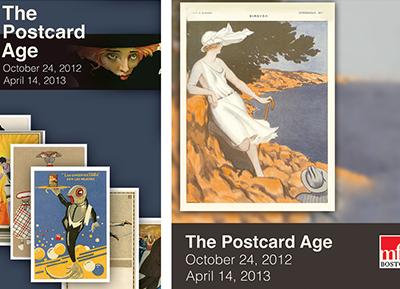 The
Postcard
Age
October 24, 2012
April 14, 2013
The Postcard Age
October 24, 2012
April 14, 2013
BOSTON